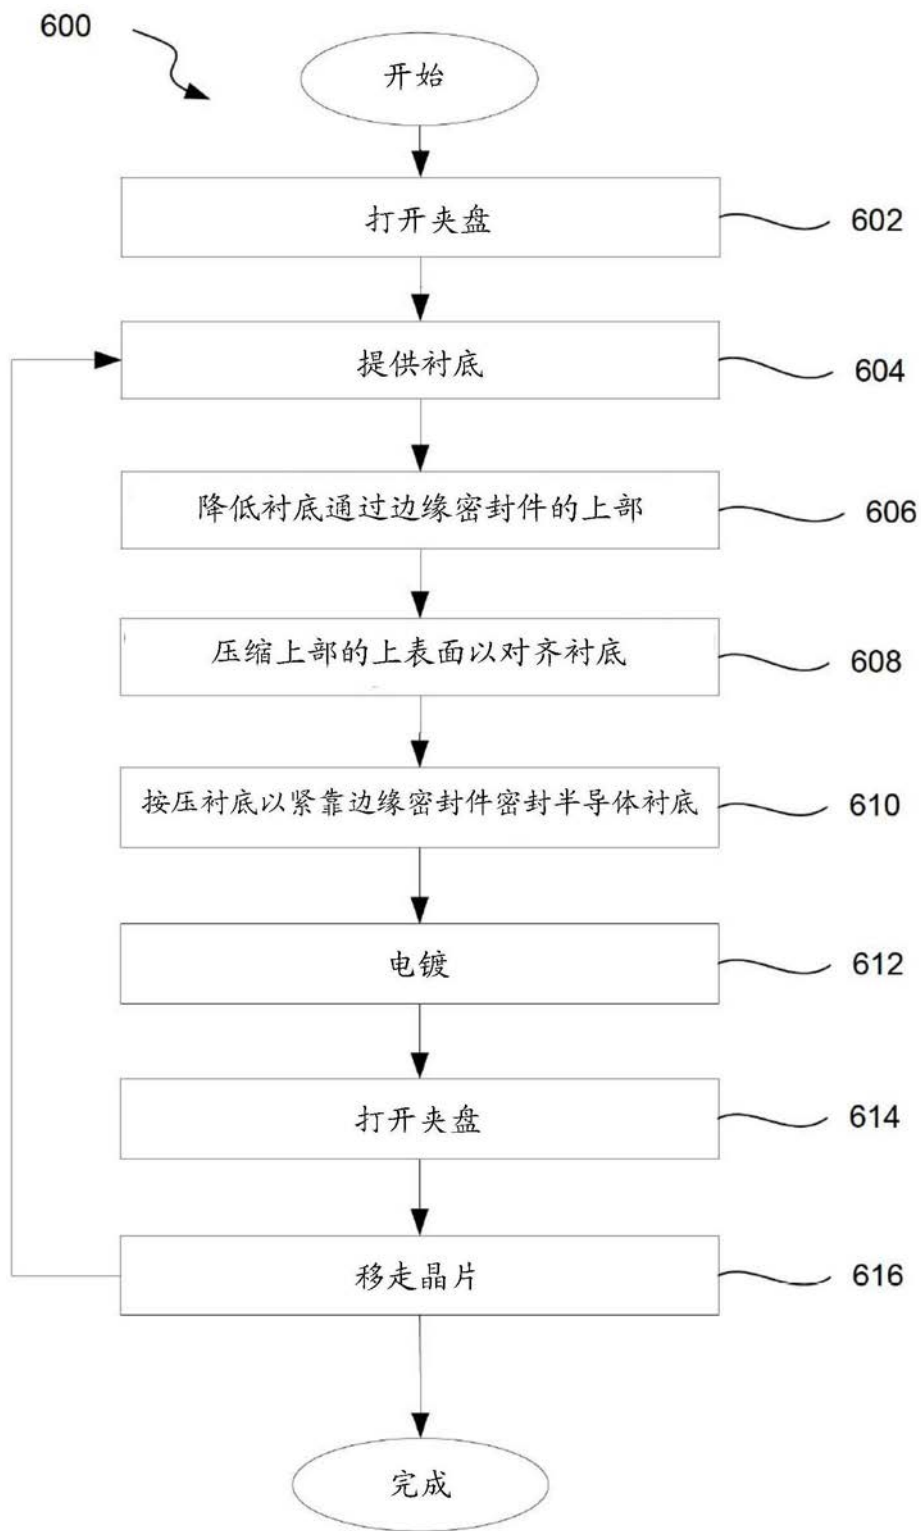 600
开始
打开夹盘
602
提供衬底
604
降低衬底通过边缘密封件的上部
606
压缩上部的上表面以对齐衬底
608
按压衬底以紧靠边缘密封件密封半导体衬底
610
电镀
612
打开夹盘
614
移走晶片
616
完成